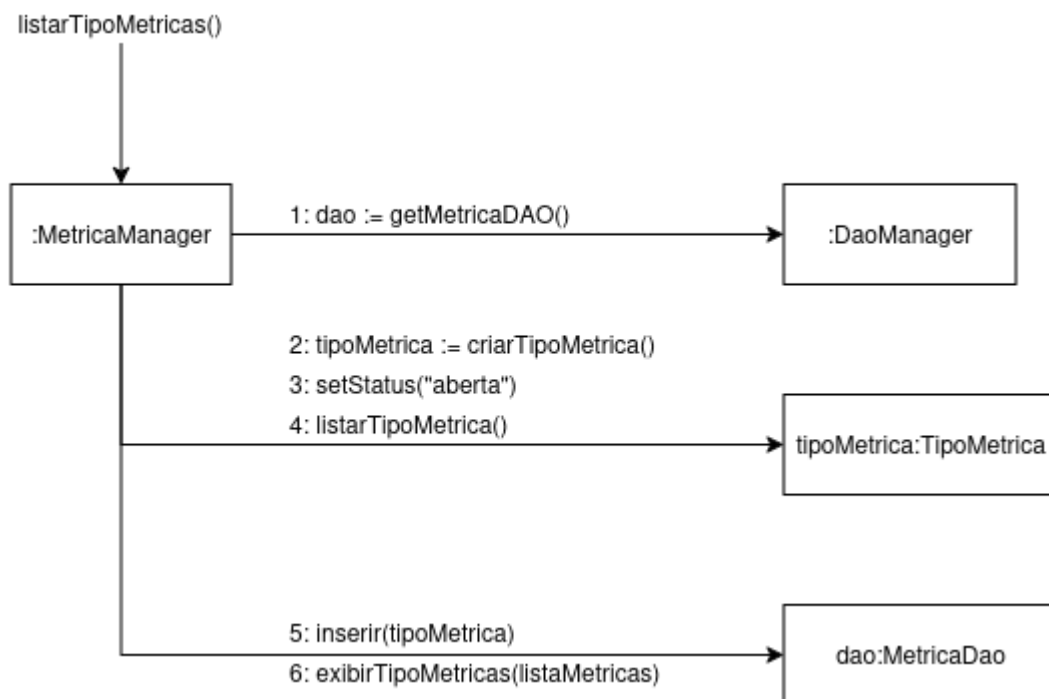 listarTipoMetricas()
:MetricaManager
1: dao := getMetricaDAO()
:DaoManager
2: tipoMetrica := criarTipoMetrica()
3: setStatus("aberta")
4: listarTipoMetrica()
tipoMetrica:TipoMetrica
5: inserir(tipoMetrica)
6: exibirTipoMetricas(listaMetricas)
dao:MetricaDao